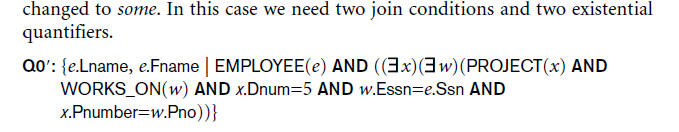 changed to some. In this case we need two join conditions and two existential
quantifiers.
Q0′: {e.Lname, e.Fname | EMPLOYEE(e) AND ((∃x)(∃w)(PROJECT(x) AND
WORKS_ON(w) AND x.Dnum=5 AND w.Essn=e.Ssn AND
x.Pnumber=w.Pno))}